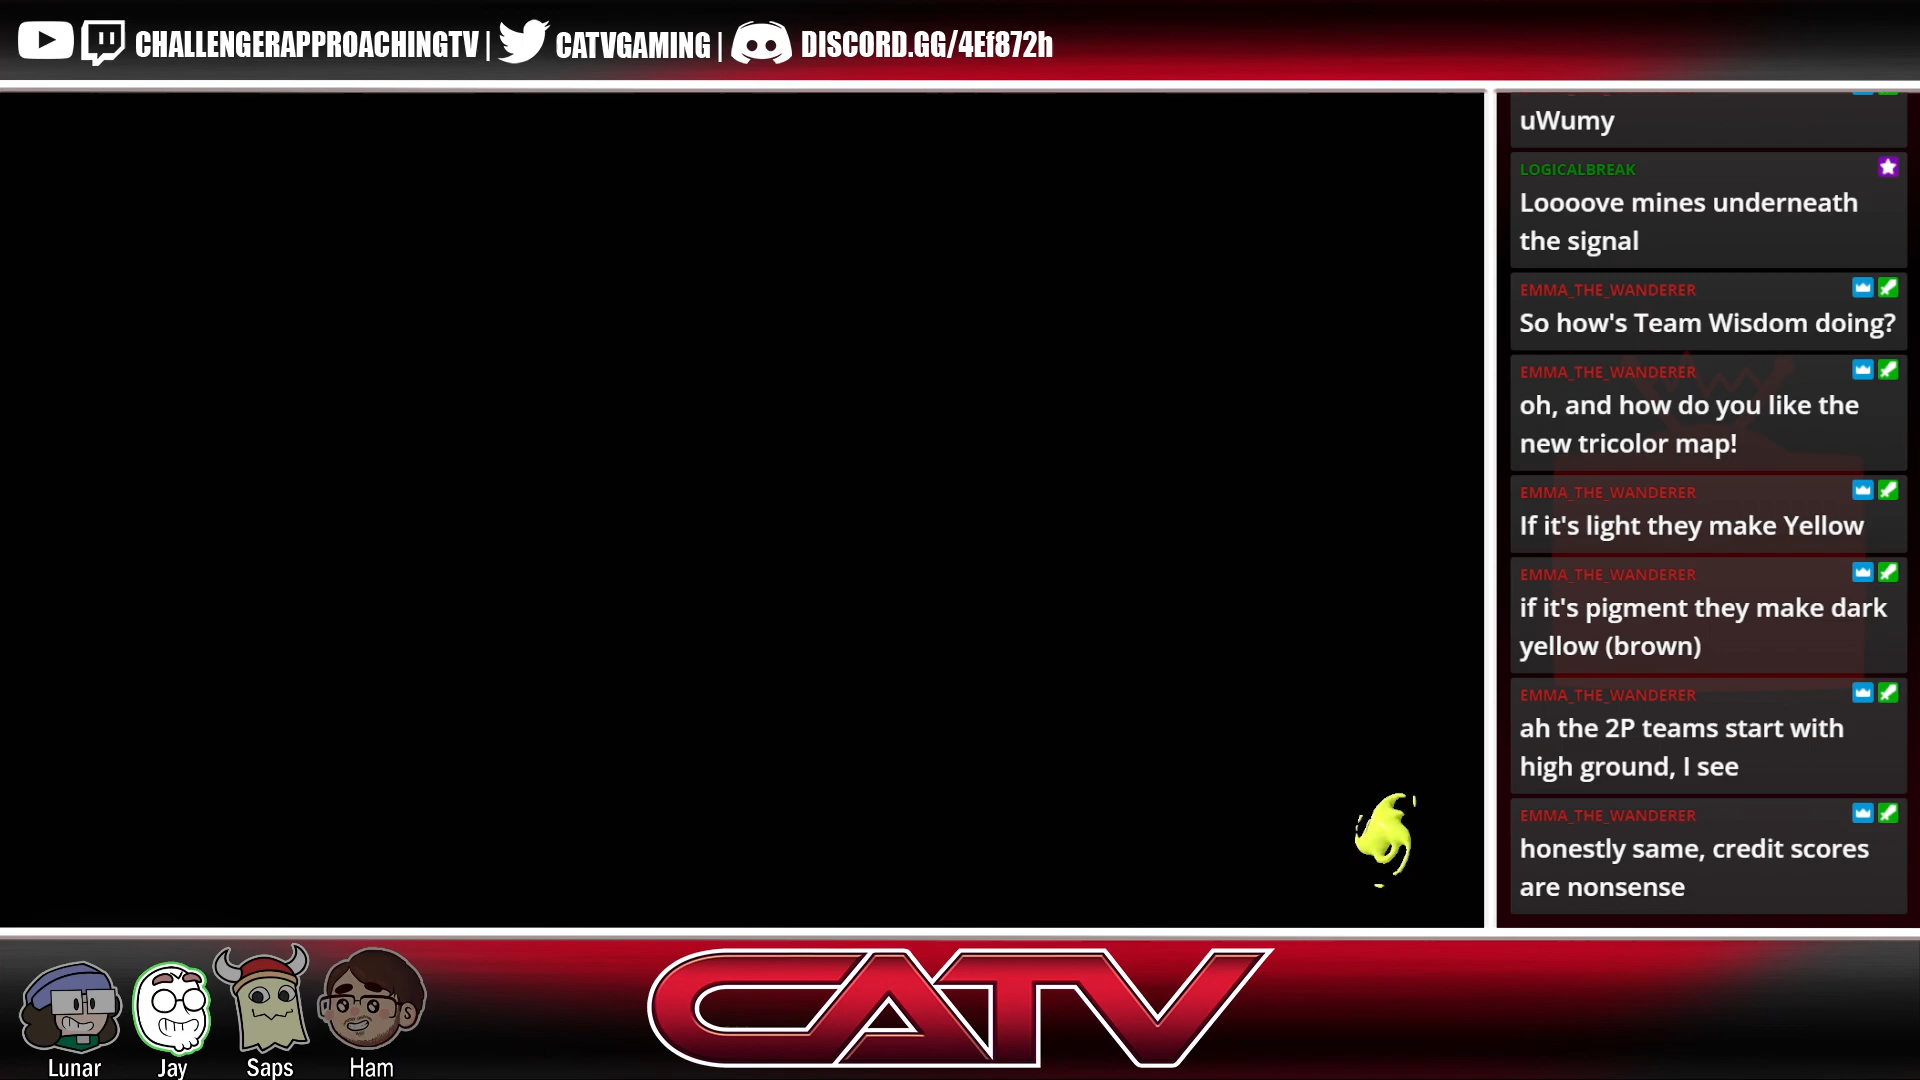 CHALLENGERAPPROACHINGTV | CATVGAMING | DISCORD.GG/4Ef872h
uWumy
LOGICALBREAK
Loooove mines underneath
the signal
EMMA_THE_WANDERER
So how's Team Wisdom doing?
EMMA_THE_WANDERER
oh, and how do you like the
new tricolor map!
EMMA_THE_WANDERER
If it's light they make Yellow
EMMA_THE_WANDERER
if it's pigment they make dark
yellow (brown)
EMMA_THE_WANDERER
ah the 2P teams start with
high ground, I see
EMMA_THE_WANDERER
honestly same, credit scores
are nonsense
CATV
Lunar
Jay
Saps
Ham